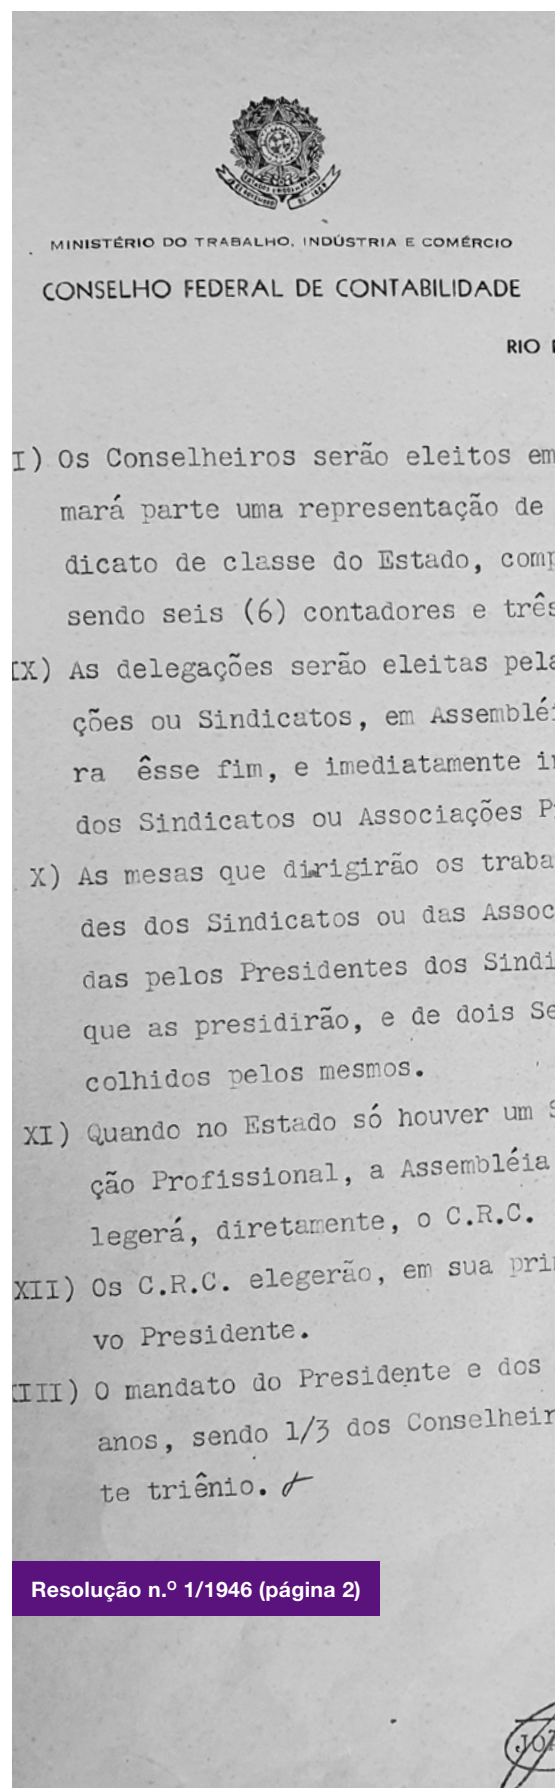 MINISTÉRIO DO TRABALHO, INDÚSTRIA E COMÉRCIO
CONSELHO FEDERAL DE CONTABILIDADE
RIO
I) Os Conselheiros serão eleitos em
mará parte uma representação de
dicato de classe do Estado, comp
sendo seis (6) contadores e três
IX) As delegações serão eleitas pela
ções ou Sindicatos, em Assembléi
ra êsse fim, e imediatamente in
dos Sindicatos ou Associações P
X) As mesas que dirigirão os traba
des dos Sindicatos ou das Assoc
das pelos Presidentes dos Sindi
que as presidirão, e de dois Se
colhidos pelos mesmos.
XI) Quando no Estado só houver um S
ção Profissional, a Assembléia
legerá, diretamente, o C.R.C.
XII) Os C.R.C. elegerão, em sua pri
vo Presidente.
III) O mandato do Presidente e dos
anos, sendo 1/3 dos Conselheir
te triênio.
Resolução n.º 1/1946 (página 2)